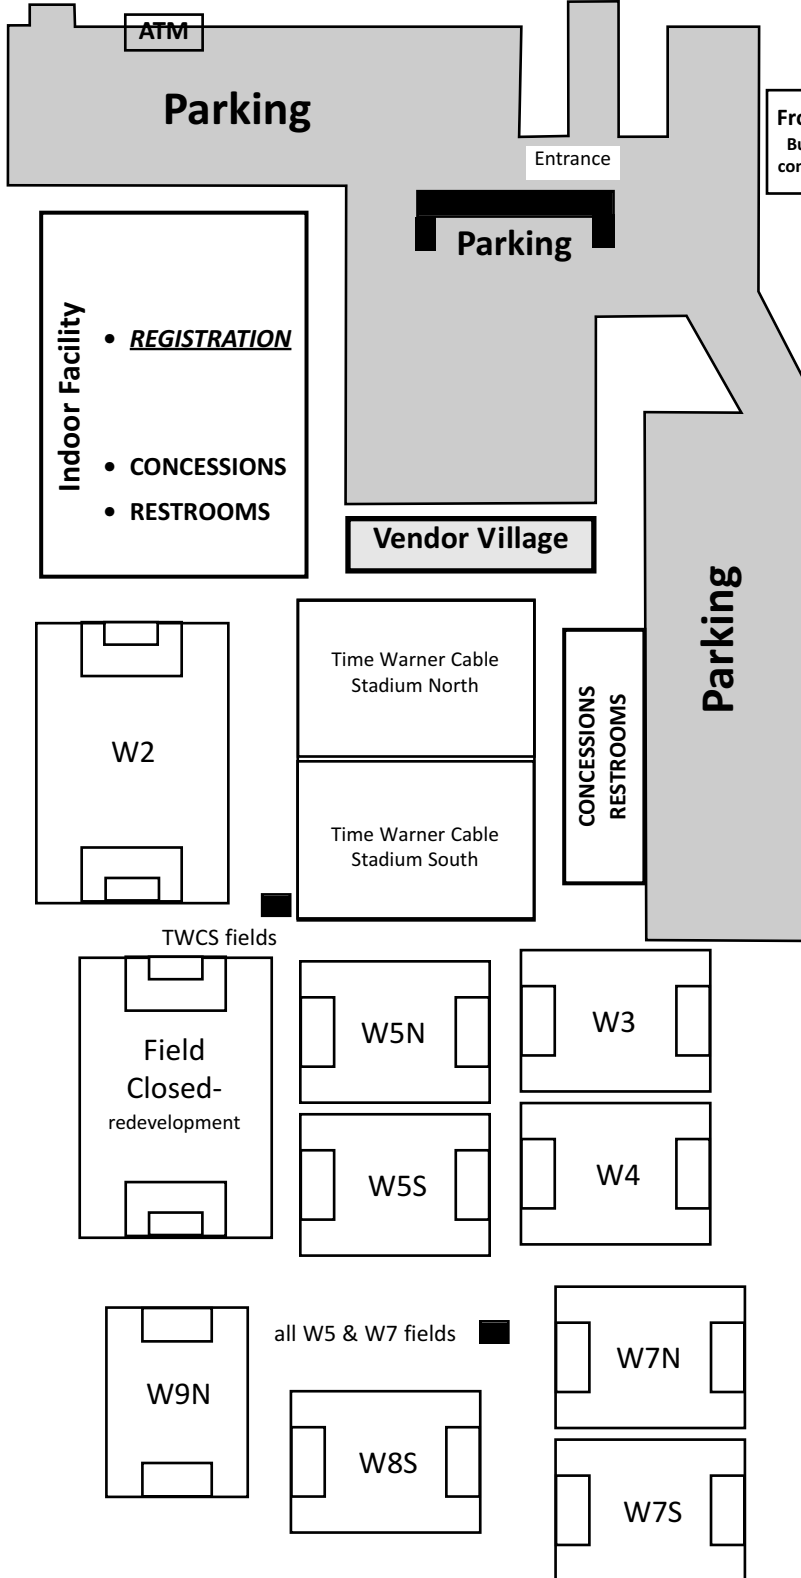 ATM
Parking
Entrance
Parking
Indoor Facility
• REGISTRATION
• CONCESSIONS
• RESTROOMS
Vendor Village
Parking
Time Warner Cable
Stadium North
CONCESSIONS
RESTROOMS
W2
Time Warner Cable
Stadium South
TWCS fields
W5N
W3
Field
Closed-
redevelopment
W5S
W4
all W5 & W7 fields
W7N
W9N
W8S
W7S